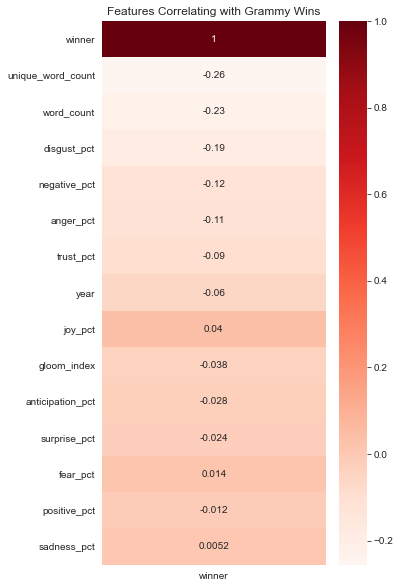 Features Correlating with Grammy Wins
winner 1
unique_word_count -0.26
word_count -0.23
disgust_pct -0.19
negative_pct -0.12
anger_pct -0.11
trust_pct -0.09
year -0.06
joy_pct 0.04
gloom_index -0.038
anticipation_pct -0.028
surprise_pct -0.024
fear_pct 0.014
positive_pct -0.012
sadness_pct 0.0052
winner
1.0
0.8
0.6
0.4
0.2
0.0
−0.2